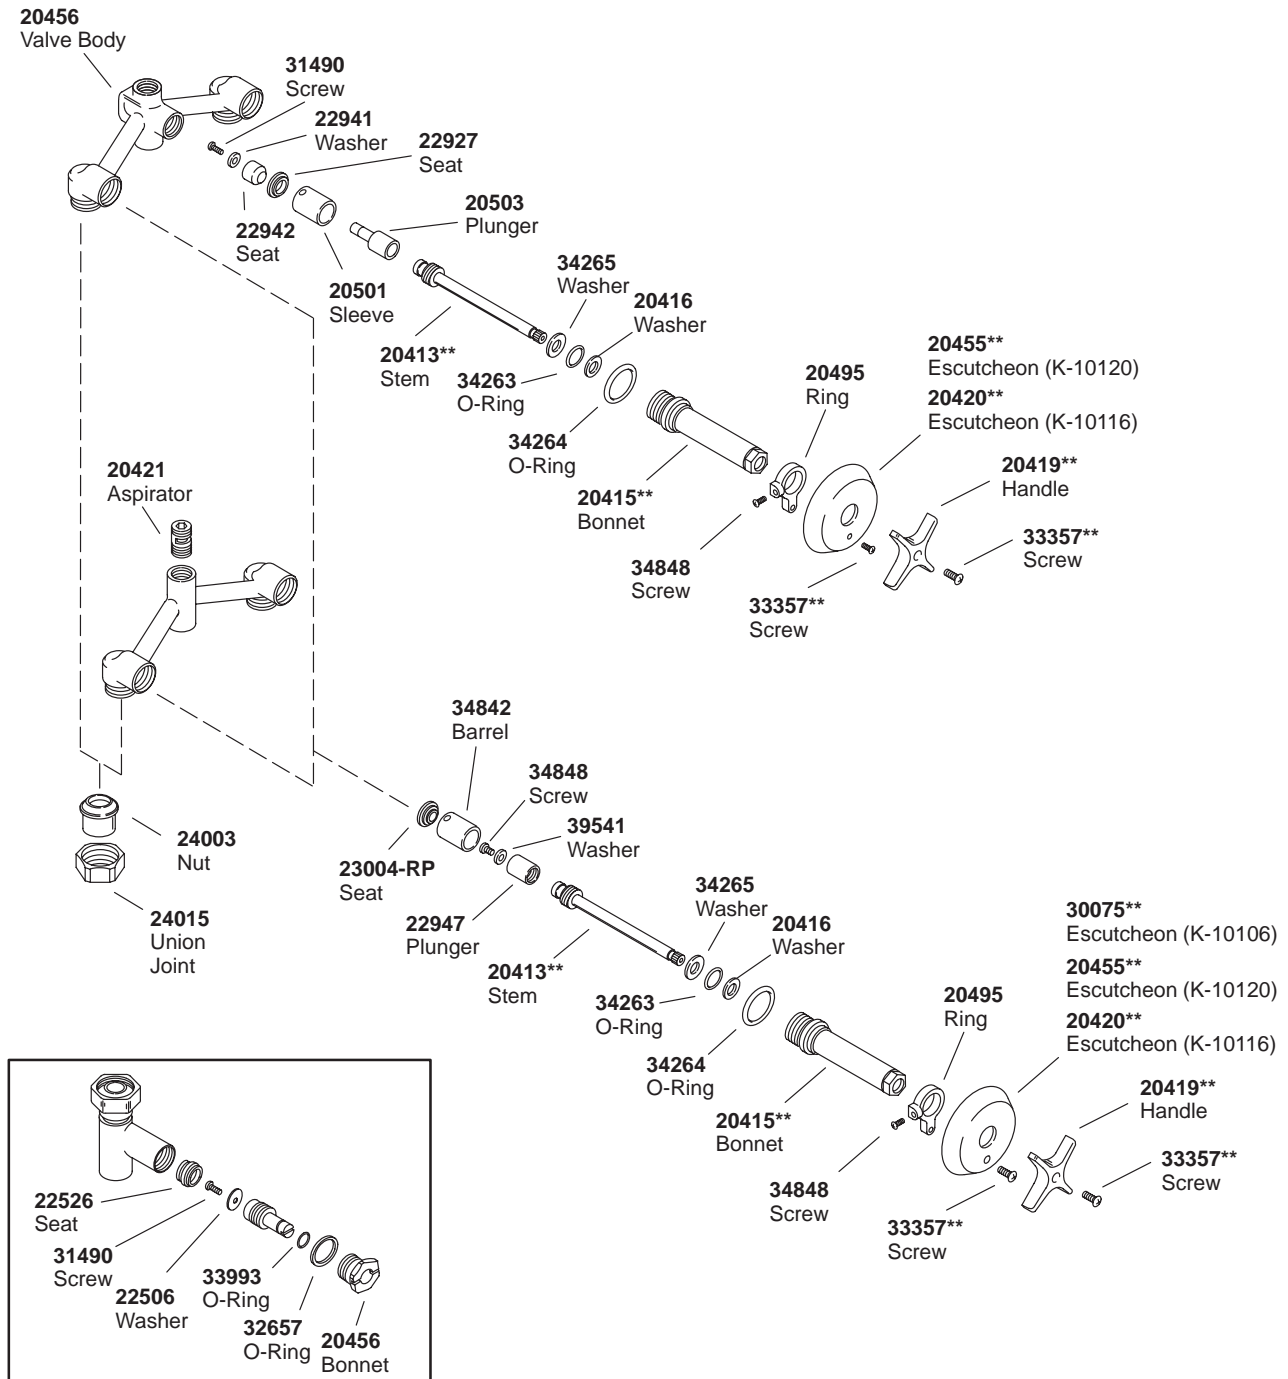 20456
Valve Body
31490
Screw
22941
Washer
22927
Seat
22942
Seat
20503
Plunger
20501
Sleeve
34265
Washer
20416
Washer
20413**
Stem
34263
O-Ring
34264
O-Ring
20495
Ring
20455**
Escutcheon (K-10120)
20420**
Escutcheon (K-10116)
20415**
Bonnet
20419**
Handle
33357**
Screw
34848
Screw
33357**
Screw
20421
Aspirator
34842
Barrel
34848
Screw
39541
Washer
24003
Nut
23004-RP
Seat
24015
Union
Joint
22947
Plunger
34265
Washer
20416
Washer
20413**
Stem
34263
O-Ring
34264
O-Ring
20495
Ring
30075**
Escutcheon (K-10106)
20455**
Escutcheon (K-10120)
20420**
Escutcheon (K-10116)
20415**
Bonnet
20419**
Handle
33357**
Screw
34848
Screw
33357**
Screw
22526
Seat
31490
Screw
22506
Washer
33993
O-Ring
32657
O-Ring
20456
Bonnet